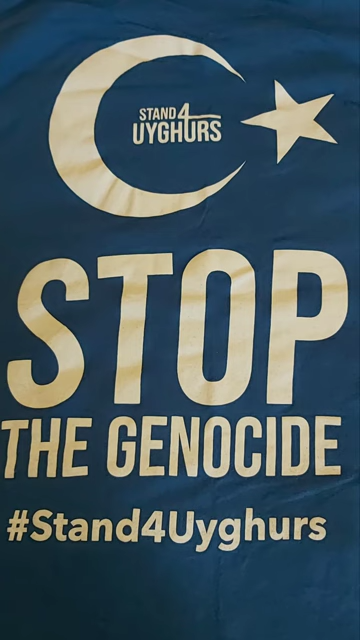 STAND4
UYGHURS
STOP
THE GENOCIDE
#Stand4Uyghurs